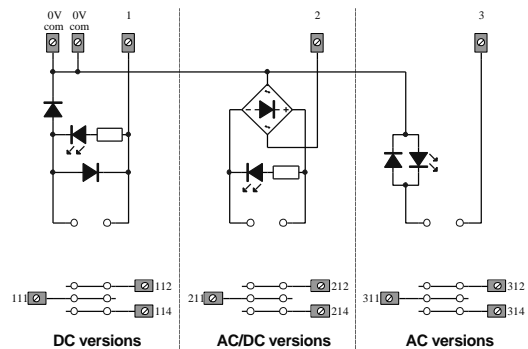 0V 0V 1 2 3
com com
~
- +
~
112 212 312
111 211 311
114 214 314
DC versions AC/DC versions AC versions